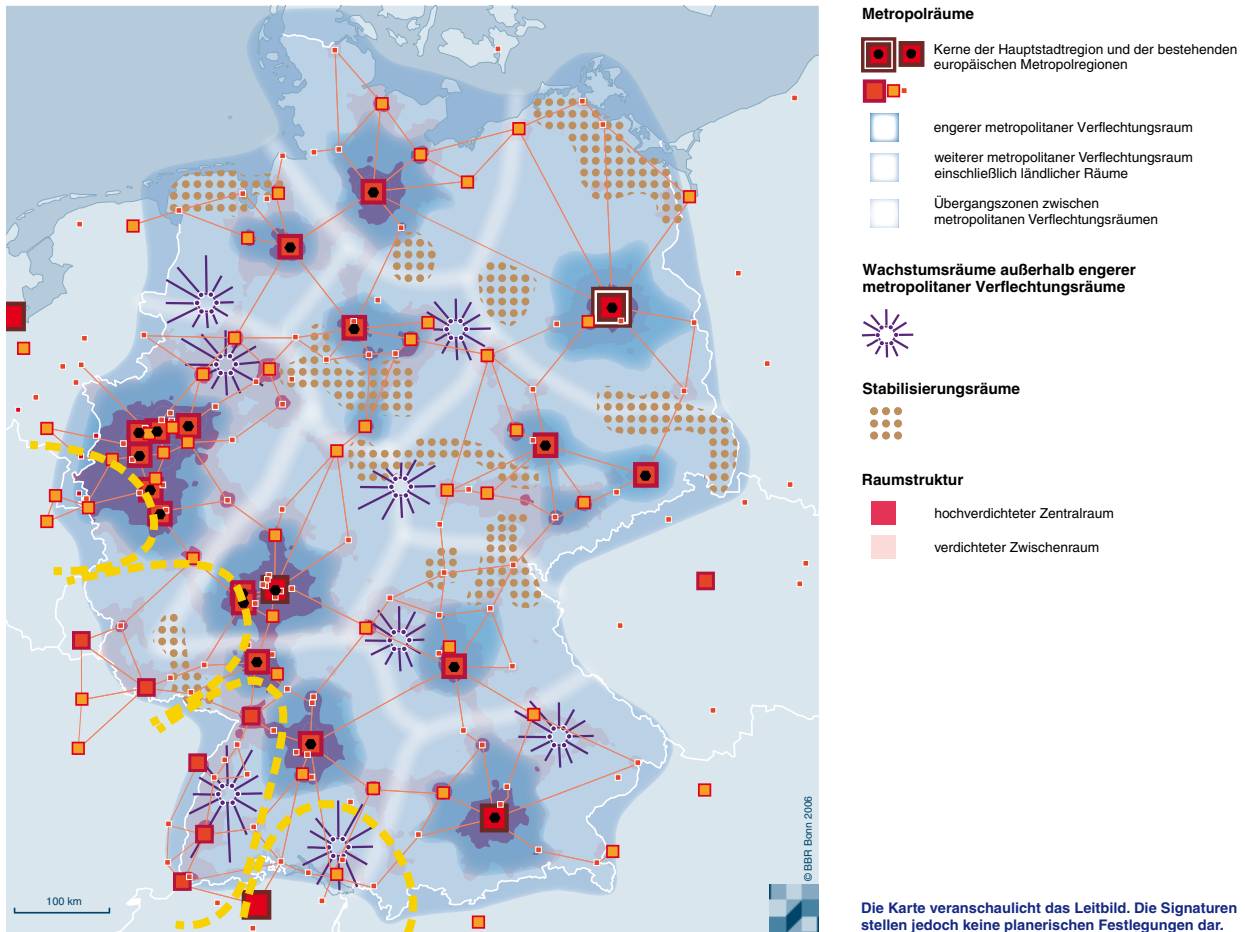 Metropolräume
Kerne der Hauptstadtregion und der bestehenden
europäischen Metropolregionen
engerer metropolitaner Verflechtungsraum
weiterer metropolitaner Verflechtungsraum
einschließlich ländlicher Räume
Übergangszonen zwischen
metropolitanen Verflechtungsräumen
Wachstumsräume außerhalb engerer
metropolitaner Verflechtungsräume
Stabilisierungsräume
Raumstruktur
hochverdichteter Zentralraum
verdichteter Zwischenraum
© BBR Bonn 2006
100 km
Die Karte veranschaulicht das Leitbild. Die Signaturen
stellen jedoch keine planerischen Festlegungen dar.